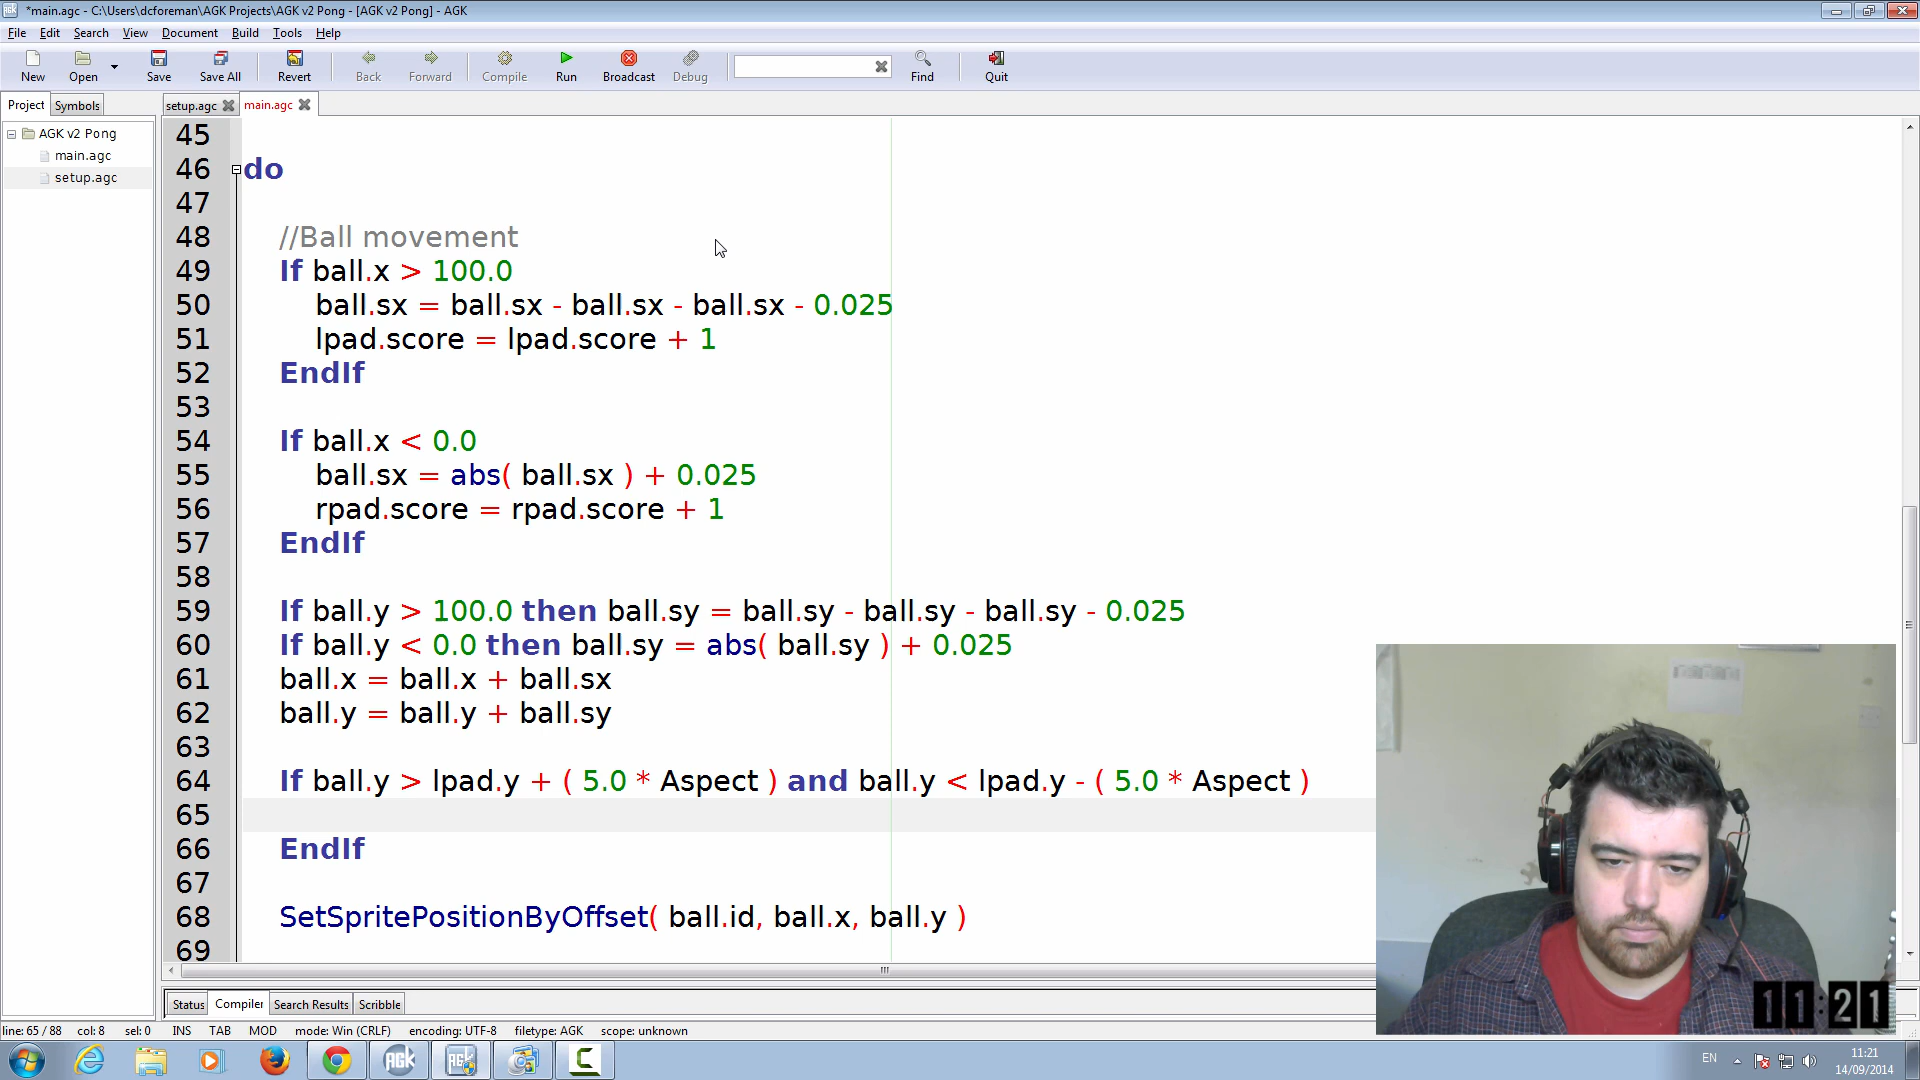 *main.agc - C:\Users\dcforeman\AGK Projects\AGK v2 Pong - [AGK v2 Pong] - AGK
File Edit Search View Document Build Tools Help
New Open Save Save All Revert Back Forward Compile Run Broadcast Debug Find Quit
Project Symbols setup.agc main.agc
AGK v2 Pong
main.agc
setup.agc
45
46 do
47
48 //Ball movement
49 If ball.x > 100.0
50 ball.sx = ball.sx - ball.sx - ball.sx - 0.025
51 lpad.score = lpad.score + 1
52 EndIf
53
54 If ball.x < 0.0
55 ball.sx = abs( ball.sx ) + 0.025
56 rpad.score = rpad.score + 1
57 EndIf
58
59 If ball.y > 100.0 then ball.sy = ball.sy - ball.sy - ball.sy - 0.025
60 If ball.y < 0.0 then ball.sy = abs( ball.sy ) + 0.025
61 ball.x = ball.x + ball.sx
62 ball.y = ball.y + ball.sy
63
64 If ball.y > lpad.y + ( 5.0 * Aspect ) and ball.y < lpad.y - ( 5.0 * Aspect )
65
66 EndIf
67
68 SetSpritePositionByOffset( ball.id, ball.x, ball.y )
69
Status Compiler Search Results Scribble
line: 65 / 88 col: 8 sel: 0 INS TAB MOD mode: Win (CRLF) encoding: UTF-8 filetype: AGK scope: unknown
11:21
AGK
EN
11:21
14/09/2014